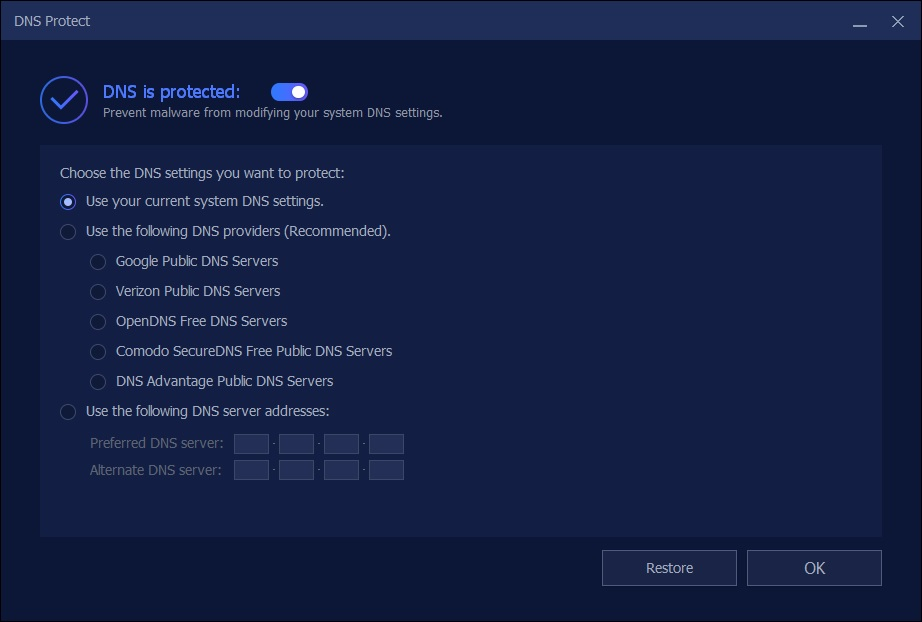 DNS Protect
DNS is protected:
Prevent malware from modifying your system DNS settings.
Choose the DNS settings you want to protect:
Use your current system DNS settings.
Use the following DNS providers (Recommended).
Google Public DNS Servers
Verizon Public DNS Servers
OpenDNS Free DNS Servers
Comodo SecureDNS Free Public DNS Servers
DNS Advantage Public DNS Servers
Use the following DNS server addresses:
Preferred DNS server: . . .
Alternate DNS server: . . .
Restore OK